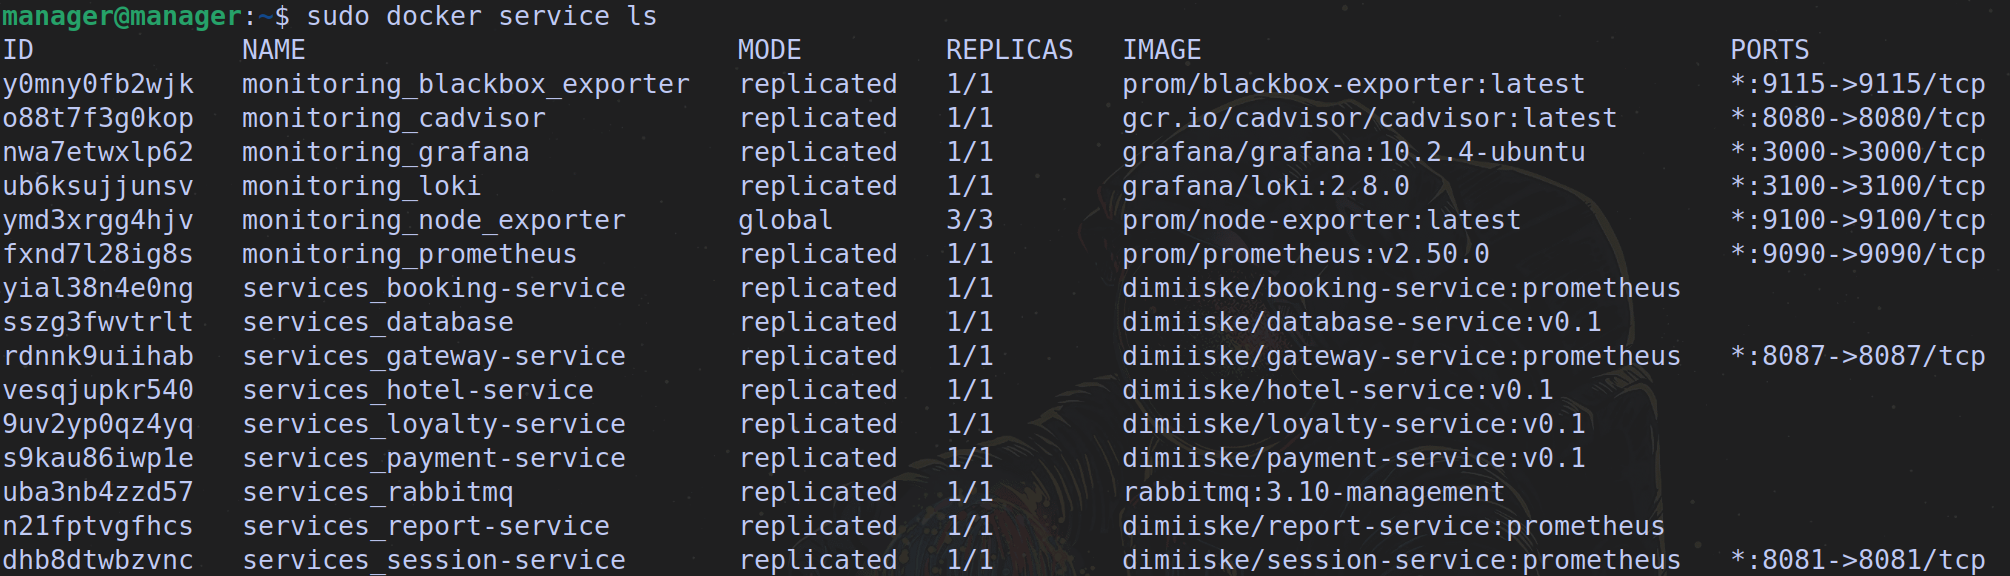 manager@manager:~$ sudo docker service ls
ID NAME MODE REPLICAS IMAGE PORTS
y0mny0fb2wjk monitoring_blackbox_exporter replicated 1/1 prom/blackbox-exporter:latest *:9115->9115/tcp
o88t7f3g0kop monitoring_cadvisor replicated 1/1 gcr.io/cadvisor/cadvisor:latest *:8080->8080/tcp
nwa7etwxlp62 monitoring_grafana replicated 1/1 grafana/grafana:10.2.4-ubuntu *:3000->3000/tcp
ub6ksujjunsv monitoring_loki replicated 1/1 grafana/loki:2.8.0 *:3100->3100/tcp
ymd3xrgg4hjv monitoring_node_exporter global 3/3 prom/node-exporter:latest *:9100->9100/tcp
fxnd7l28ig8s monitoring_prometheus replicated 1/1 prom/prometheus:v2.50.0 *:9090->9090/tcp
yial38n4e0ng services_booking-service replicated 1/1 dimiiske/booking-service:prometheus
sszg3fwvtrlt services_database replicated 1/1 dimiiske/database-service:v0.1
rdnnk9uiihab services_gateway-service replicated 1/1 dimiiske/gateway-service:prometheus *:8087->8087/tcp
vesqjupkr540 services_hotel-service replicated 1/1 dimiiske/hotel-service:v0.1
9uv2yp0qz4yq services_loyalty-service replicated 1/1 dimiiske/loyalty-service:v0.1
s9kau86iwp1e services_payment-service replicated 1/1 dimiiske/payment-service:v0.1
uba3nb4zzd57 services_rabbitmq replicated 1/1 rabbitmq:3.10-management
n21fptvgfhcs services_report-service replicated 1/1 dimiiske/report-service:prometheus
dhb8dtwbzvnc services_session-service replicated 1/1 dimiiske/session-service:prometheus *:8081->8081/tcp